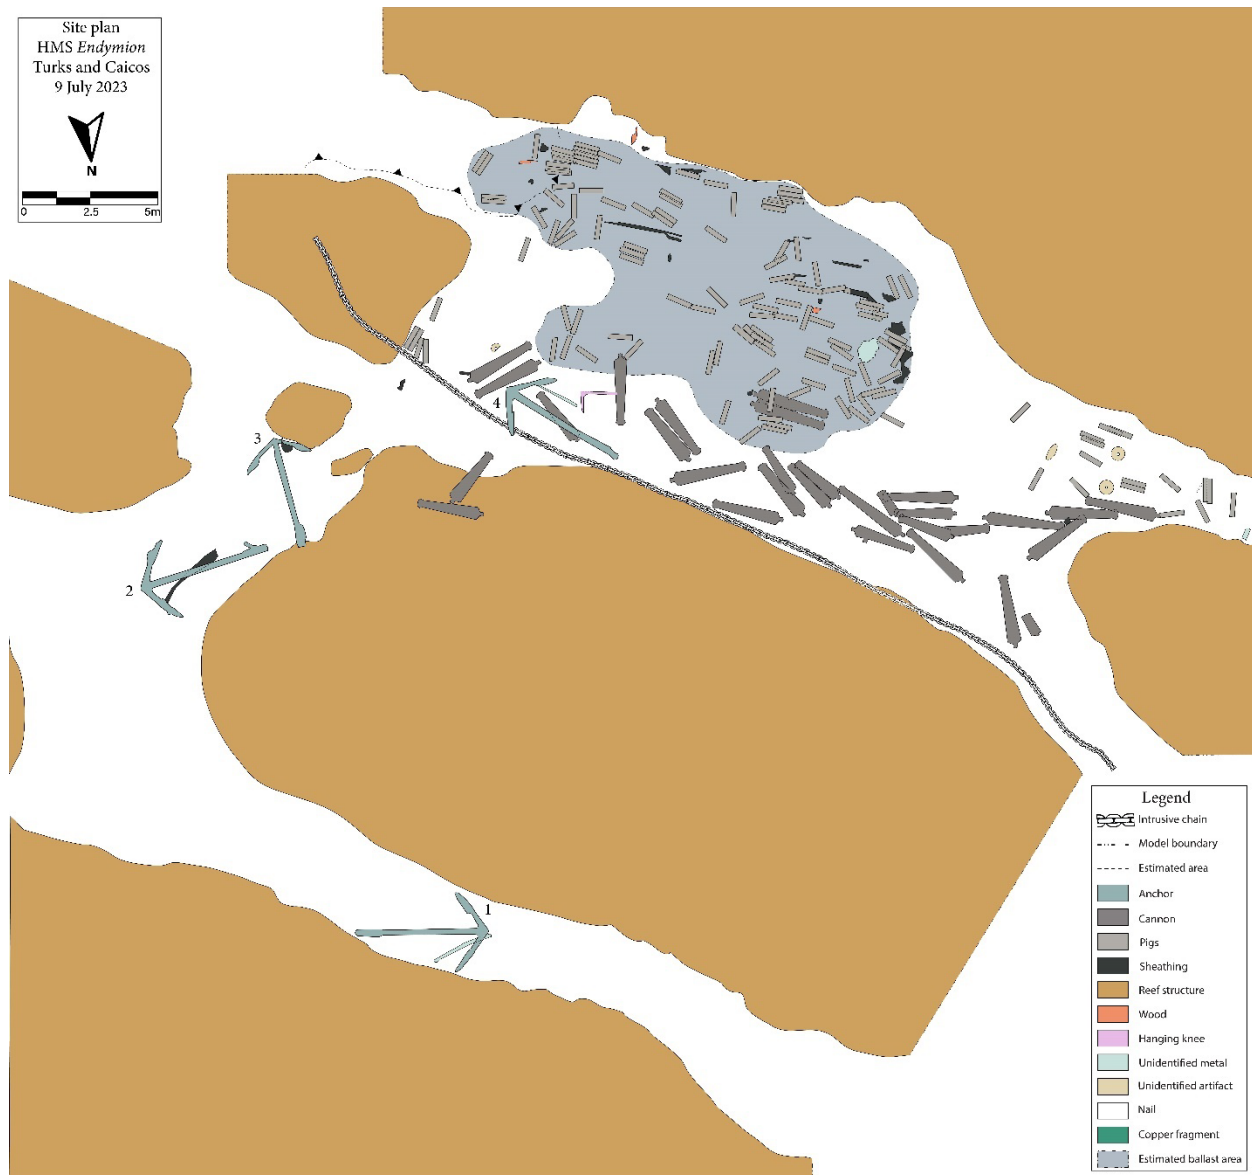 Site plan
HMS Endymion
Turks and Caicos
9 July 2023
N
0 2.5 5m
4
3
2
1
Legend
Intrusive chain
Model boundary
Estimated area
Anchor
Cannon
Pigs
Sheathing
Reef structure
Wood
Hanging knee
Unidentified metal
Unidentified artifact
Nail
Copper fragment
Estimated ballast area